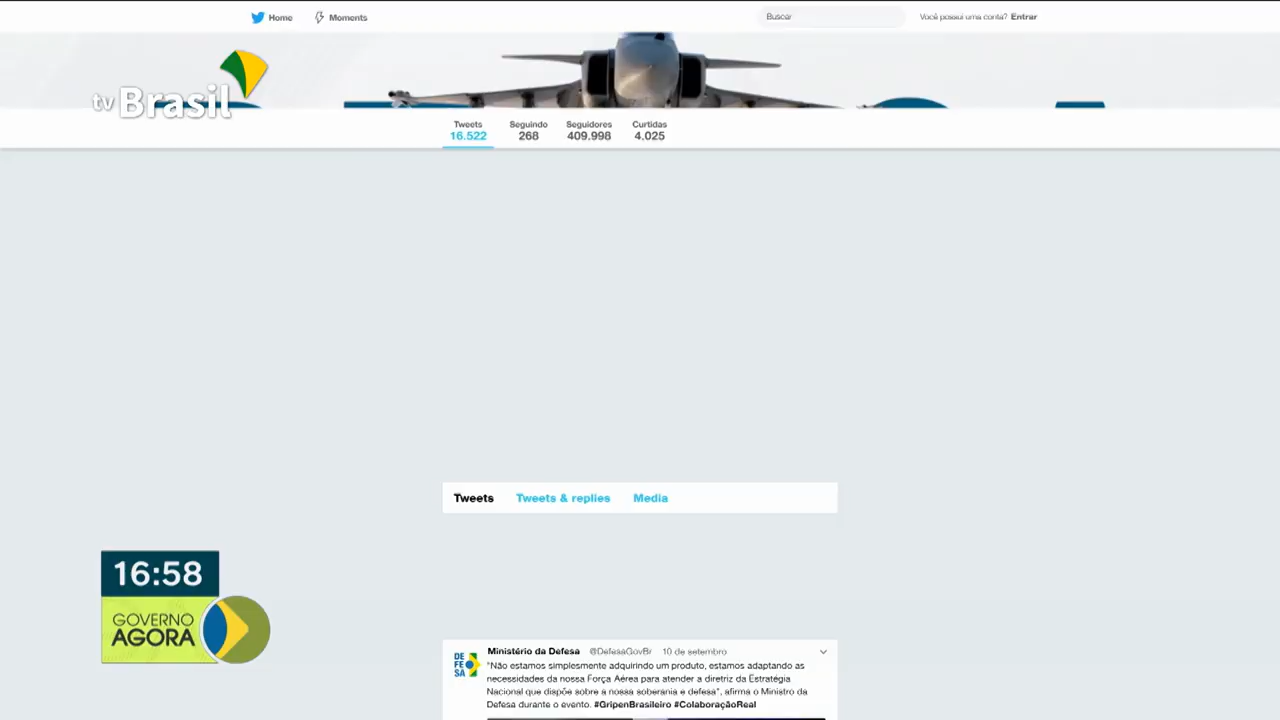 Home
Moments
Buscar
Você possui uma conta? Entrar
tv Brasil
Tweets
Seguindo
Seguidores
Curtidas
16.522
268
409.998
4.025
Tweets
Tweets & replies
Media
16:58
GOVERNO
AGORA
DE
FE
SA
Ministério da Defesa @DefesaGovBr 10 de setembro
"Não estamos simplesmente adquirindo um produto, estamos adaptando as
necessidades da nossa Força Aérea para atender a diretriz da Estratégia
Nacional que dispõe sobre a nossa soberania e defesa", afirma o Ministro da
Defesa durante o evento. #GripenBrasileiro #ColaboraçãoReal